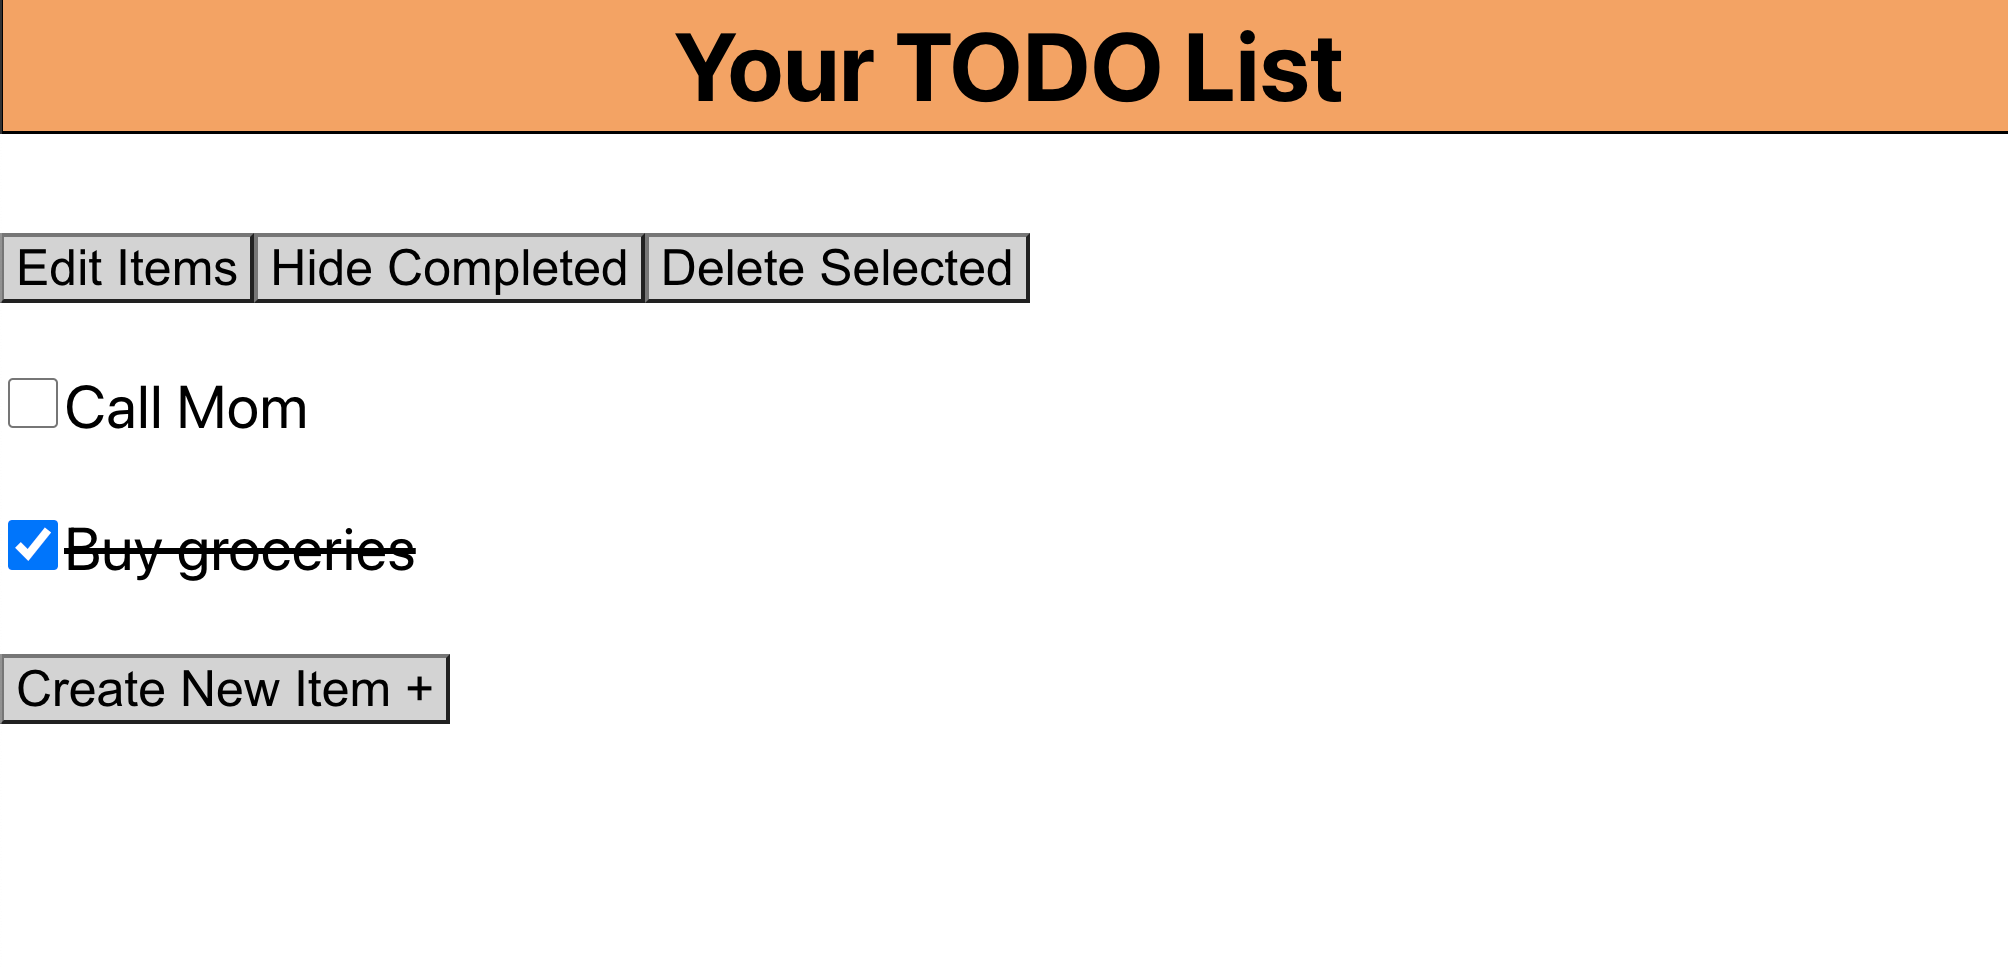 Your TODO List
Edit Items Hide Completed Delete Selected
Call Mom
Buy groceries
Create New Item +